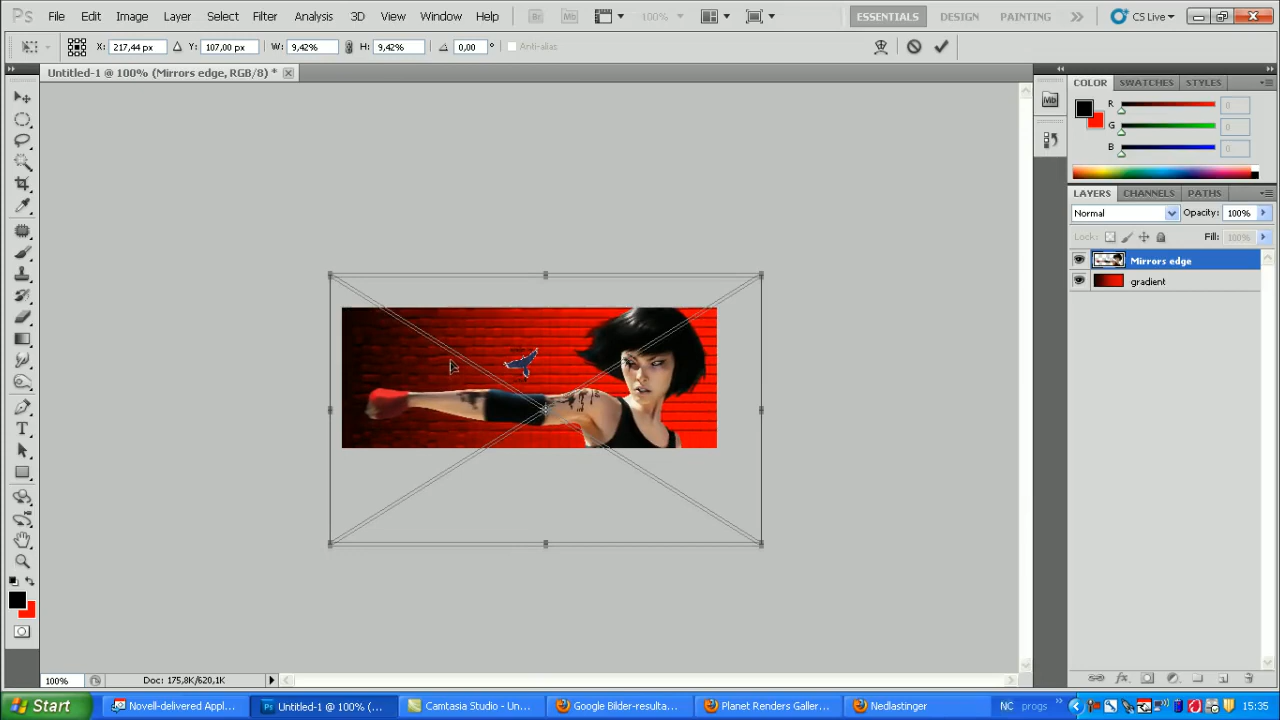 Ps File Edit Image Layer Select Filter Analysis 3D View Window Help Br Mb 100% ESSENTIALS DESIGN PAINTING CS Live
X: 217,44 px Y: 107,00 px W: 9,42% H: 9,42% 0,00 ° Anti-alias
Untitled-1 @ 100% (Mirrors edge, RGB/8) *
COLOR SWATCHES STYLES
Mb
R 0
G 0
B 0
LAYERS CHANNELS PATHS
Normal Opacity: 100%
Lock: Fill: 100%
Mirrors edge
gradient
T
100% Doc: 175,8K/620,1K
Start Novell-delivered Appl... Untitled-1 @ 100% (... Camtasia Studio - Un... Google Bilder-resulta... Planet Renders Galler... Nedlastinger NC progs 15:35